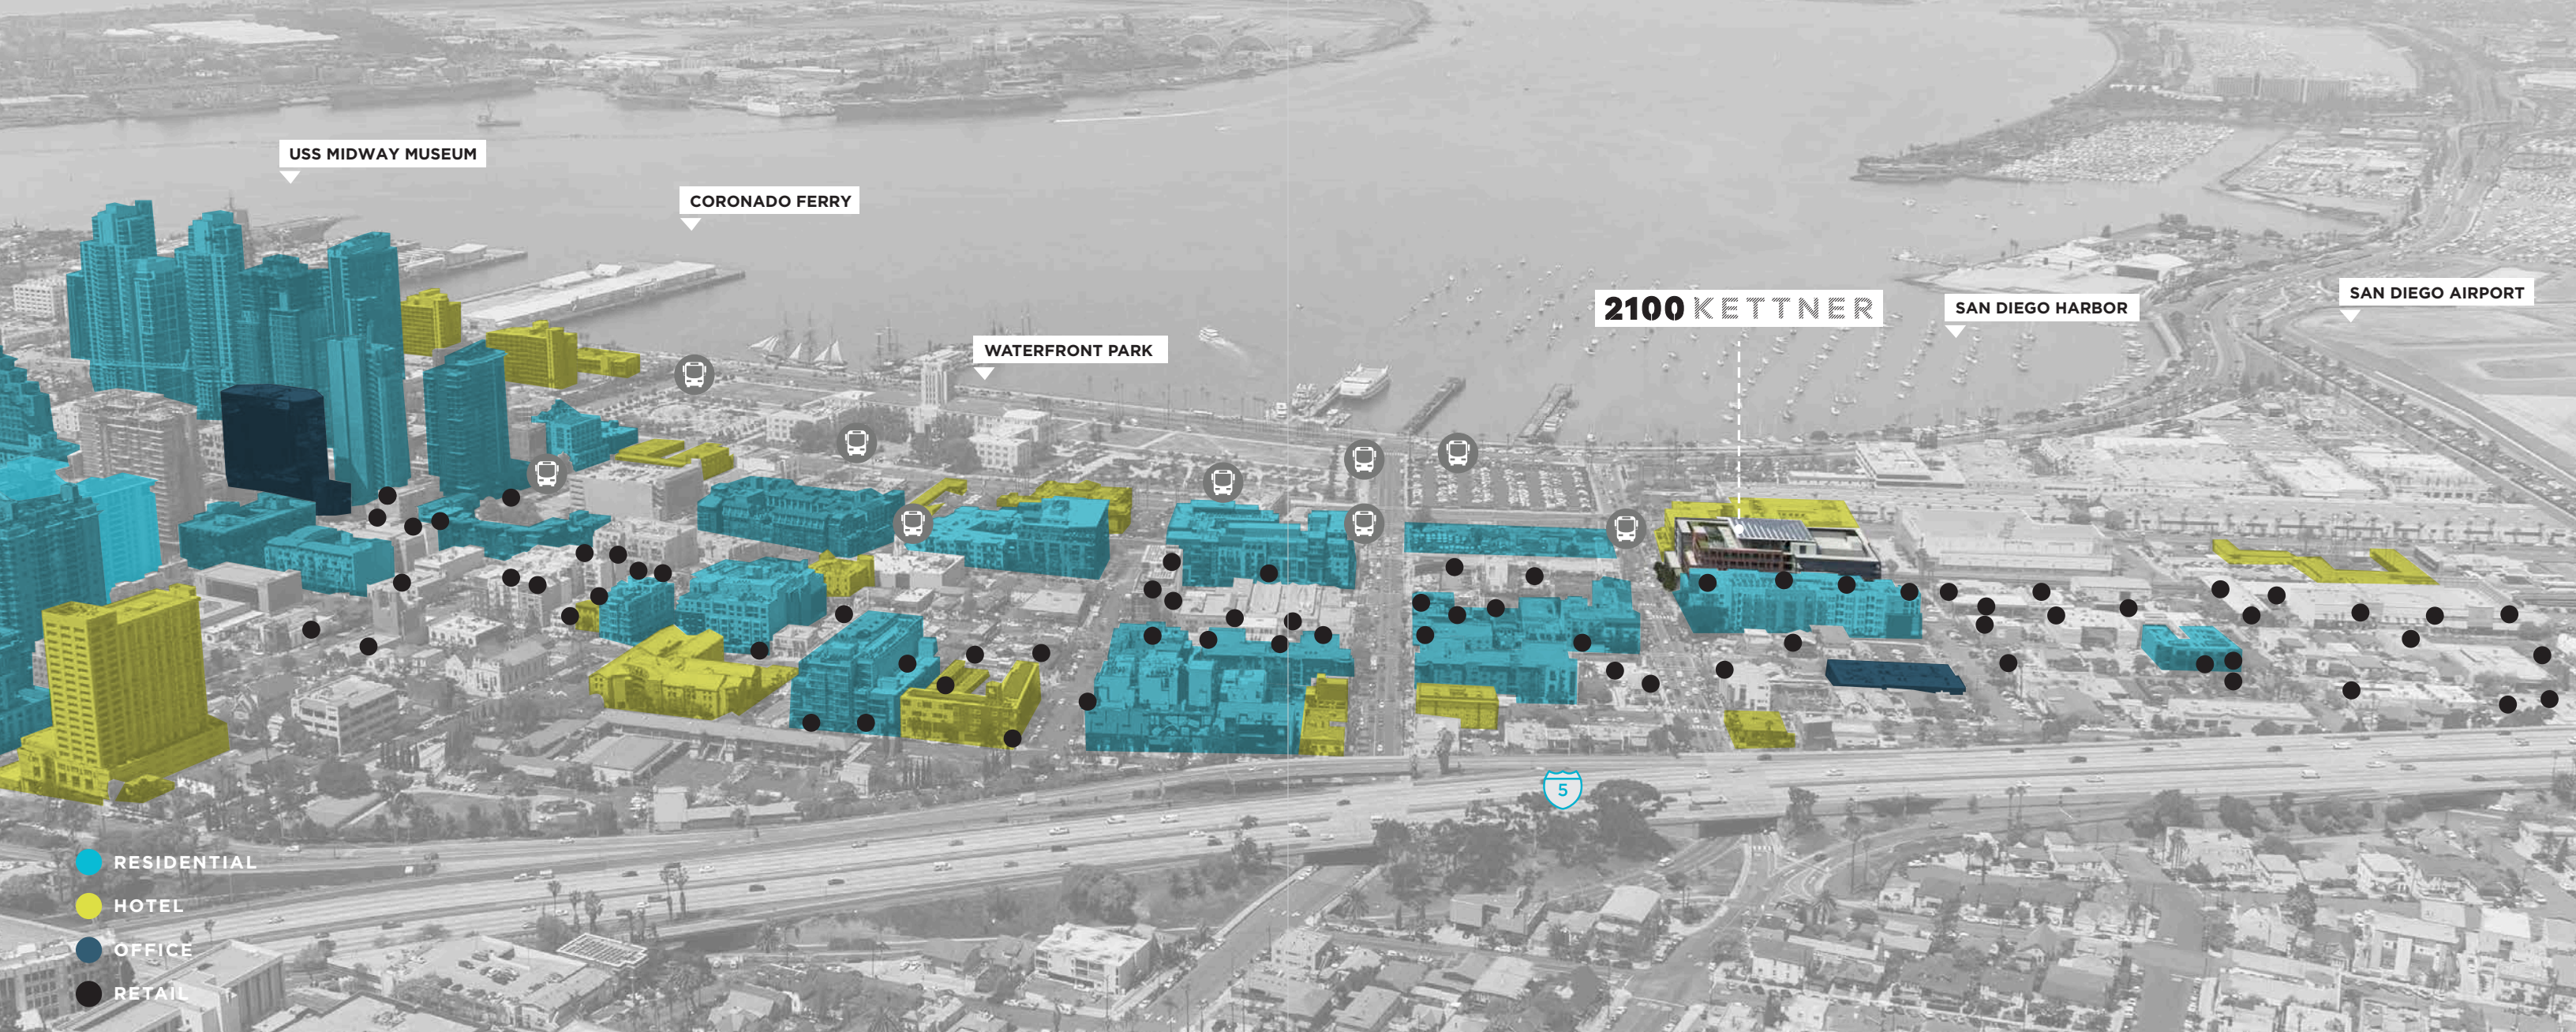 USS MIDWAY MUSEUM
CORONADO FERRY
WATERFRONT PARK
2100 KETTNER
SAN DIEGO HARBOR
SAN DIEGO AIRPORT
5
RESIDENTIAL
HOTEL
OFFICE
RETAIL